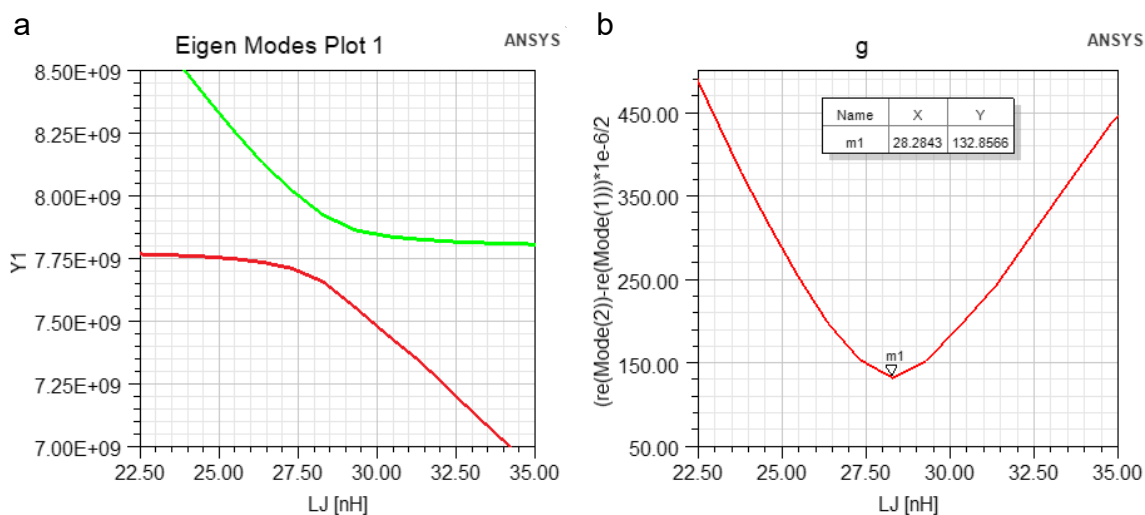 a
Eigen Modes Plot 1
ANSYS
8.50E+09
8.25E+09
8.00E+09
7.75E+09
7.50E+09
7.25E+09
7.00E+09
Y1
22.50 25.00 27.50 30.00 32.50 35.00
LJ [nH]
b
g
ANSYS
Name X Y
m1 28.2843 132.8566
450.00
350.00
250.00
150.00
50.00
(re(Mode(2))-re(Mode(1)))*1e-6/2
m1
22.50 25.00 27.50 30.00 32.50 35.00
LJ [nH]